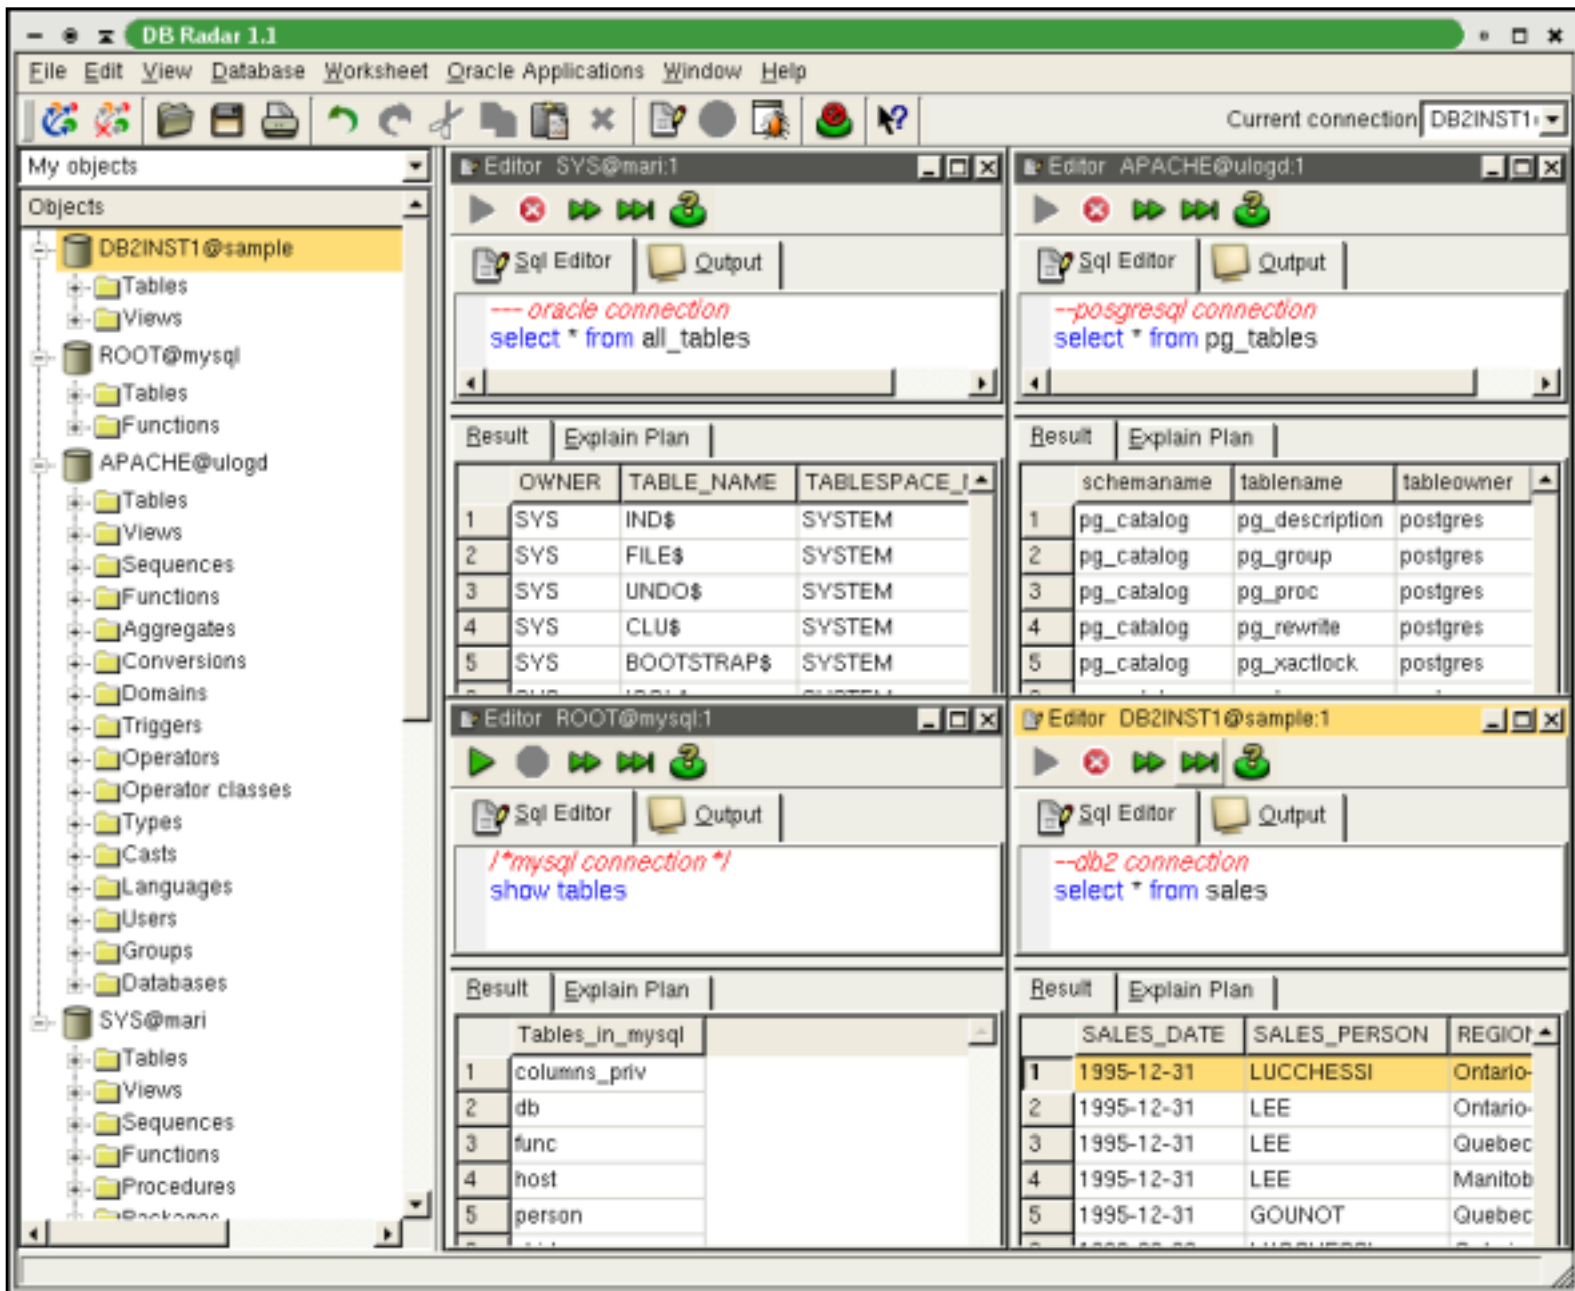 DB Radar 1.1
File Edit View Database Worksheet Oracle Applications Window Help
Current connection DB2INST1
My objects
Objects
DB2INST1@sample
Tables
Views
ROOT@mysql
Tables
Functions
APACHE@ulogd
Tables
Views
Sequences
Functions
Aggregates
Conversions
Domains
Triggers
Operators
Operator classes
Types
Casts
Languages
Users
Groups
Databases
SYS@mari
Tables
Views
Sequences
Functions
Procedures
Packages
Editor SYS@mari:1
Sql Editor Output
--- oracle connection
select * from all_tables
Result Explain Plan
OWNER TABLE_NAME TABLESPACE_
1 SYS IND$ SYSTEM
2 SYS FILE$ SYSTEM
3 SYS UNDO$ SYSTEM
4 SYS CLU$ SYSTEM
5 SYS BOOTSTRAP$ SYSTEM
Editor APACHE@ulogd:1
Sql Editor Output
--posgresql connection
select * from pg_tables
Result Explain Plan
schemaname tablename tableowner
1 pg_catalog pg_description postgres
2 pg_catalog pg_group postgres
3 pg_catalog pg_proc postgres
4 pg_catalog pg_rewrite postgres
5 pg_catalog pg_xactlock postgres
Editor ROOT@mysql:1
Sql Editor Output
/*mysql connection */
show tables
Result Explain Plan
Tables_in_mysql
1 columns_priv
2 db
3 func
4 host
5 person
Editor DB2INST1@sample:1
Sql Editor Output
--db2 connection
select * from sales
Result Explain Plan
SALES_DATE SALES_PERSON REGION
1 1995-12-31 LUCCHESSI Ontario-
2 1995-12-31 LEE Ontario-
3 1995-12-31 LEE Quebec
4 1995-12-31 LEE Manitob
5 1995-12-31 GOUNOT Quebec